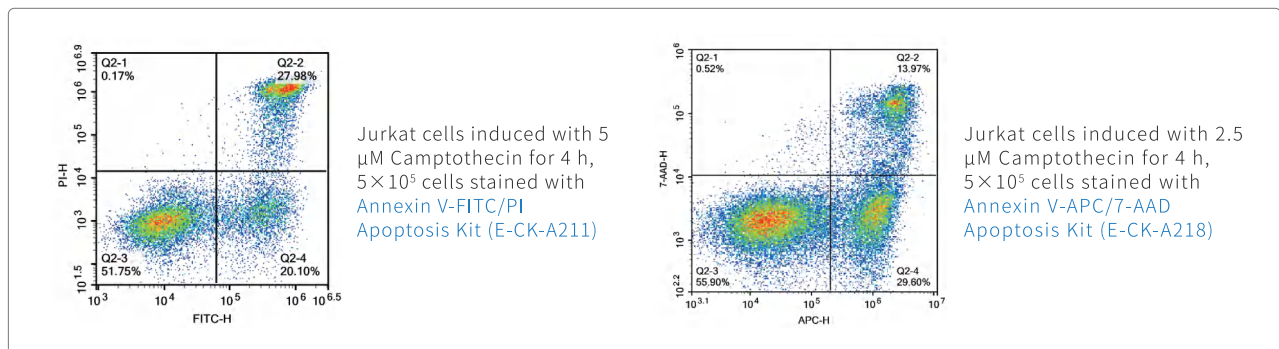 10^6.9
Q2-1
0.17%
Q2-2
27.98%
10^6
10^5
PI-H
10^4
10^3
Q2-3
51.75%
Q2-4
20.10%
10^1.5
10^3 10^4 10^5 10^6 10^6.5
FITC-H
Jurkat cells induced with 5
μM Camptothecin for 4 h,
5×10⁵ cells stained with
Annexin V-FITC/PI
Apoptosis Kit (E-CK-A211)
10^6
Q2-1
0.52%
Q2-2
13.97%
10^5
7-AAD-H
10^4
10^3
Q2-3
55.90%
Q2-4
29.60%
10^2.2
10^3.1 10^4 10^5 10^6 10^7
APC-H
Jurkat cells induced with 2.5
μM Camptothecin for 4 h,
5×10⁵ cells stained with
Annexin V-APC/7-AAD
Apoptosis Kit (E-CK-A218)